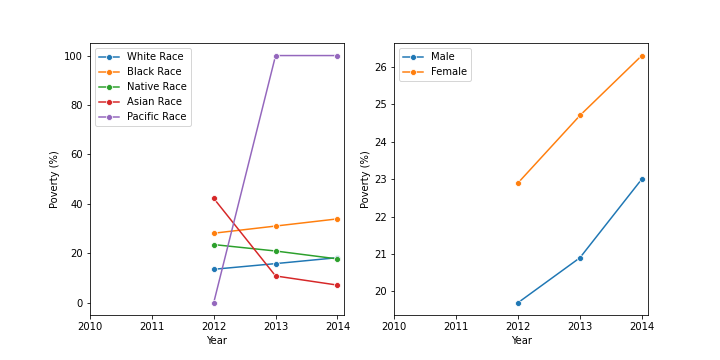 White Race
Black Race
Native Race
Asian Race
Pacific Race
100
80
60
40
20
0
Poverty (%)
2010 2011 2012 2013 2014
Year
Male
Female
26
25
24
23
22
21
20
Poverty (%)
2010 2011 2012 2013 2014
Year